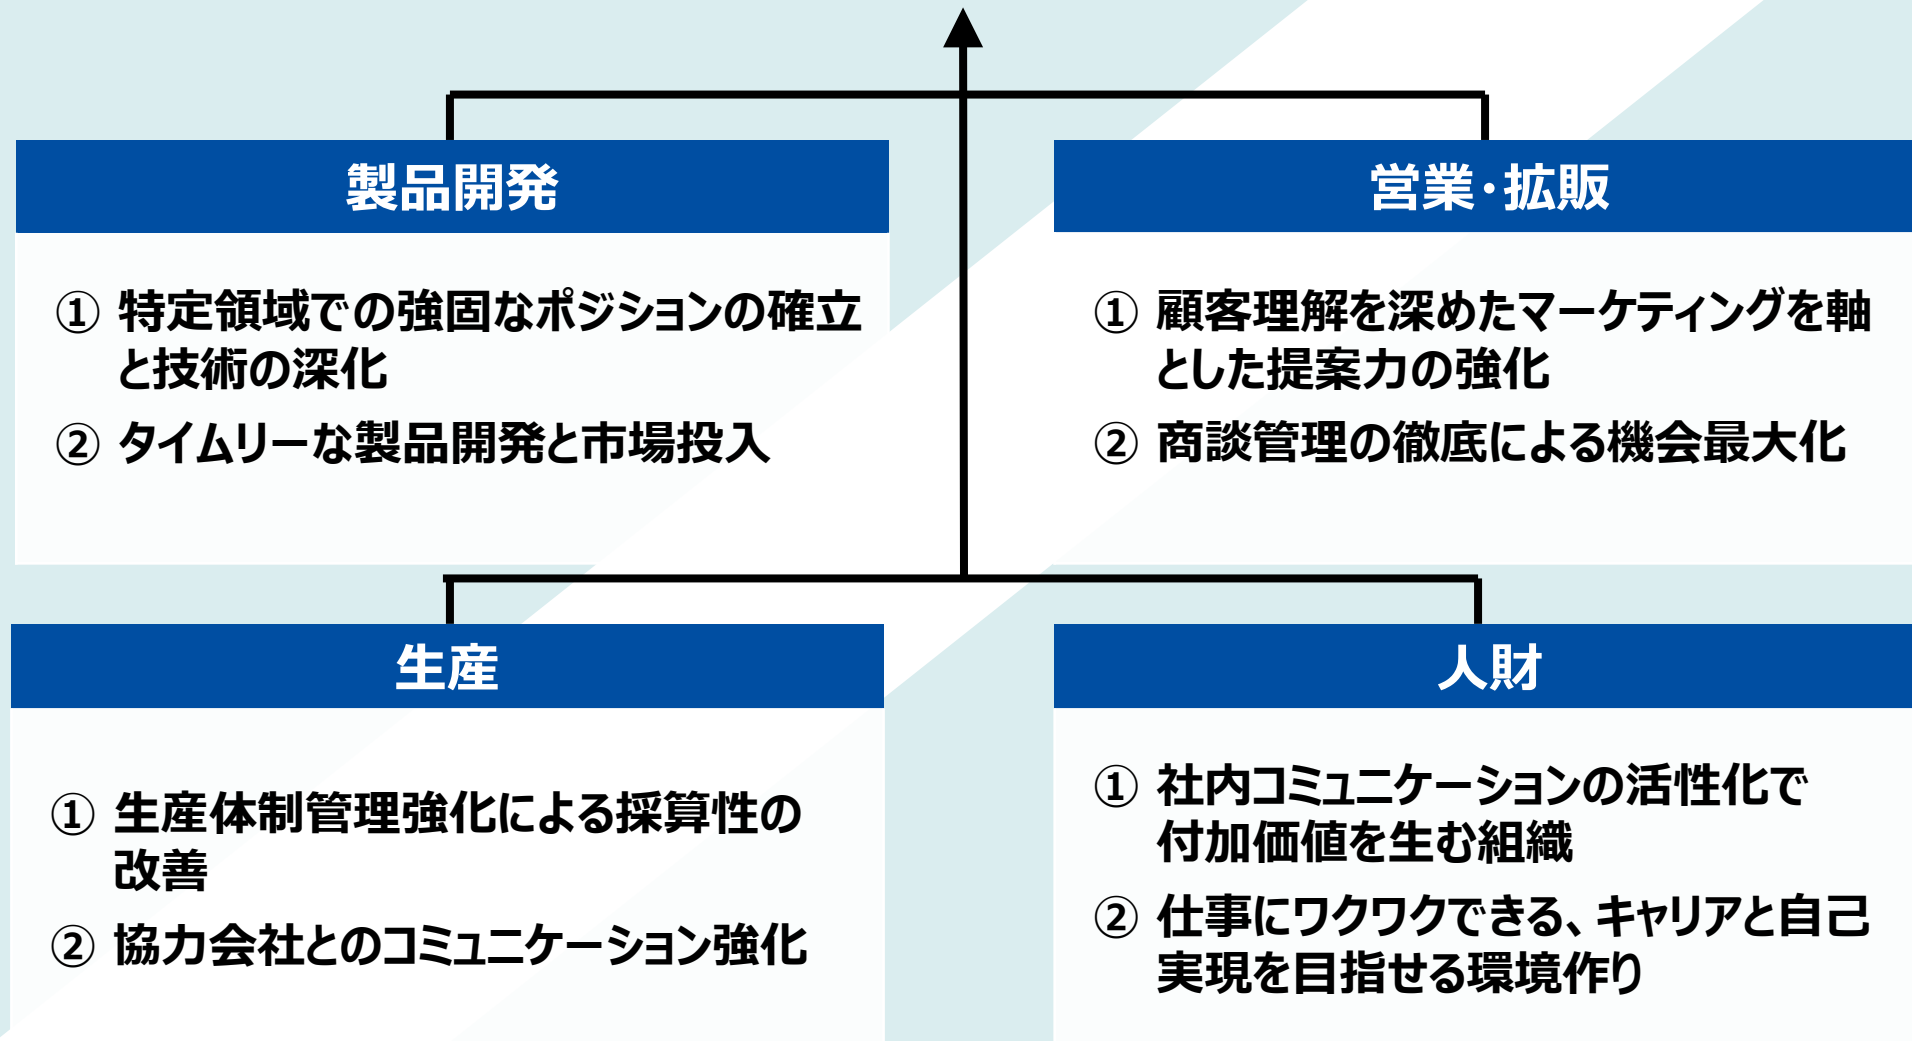 製品開発
① 特定領域での強固なポジションの確立
と技術の深化
② タイムリーな製品開発と市場投入
営業・拡販
① 顧客理解を深めたマーケティングを軸
とした提案力の強化
② 商談管理の徹底による機会最大化
生産
① 生産体制管理強化による採算性の
改善
② 協力会社とのコミュニケーション強化
人財
① 社内コミュニケーションの活性化で
付加価値を生む組織
② 仕事にワクワクできる、キャリアと自己
実現を目指せる環境作り